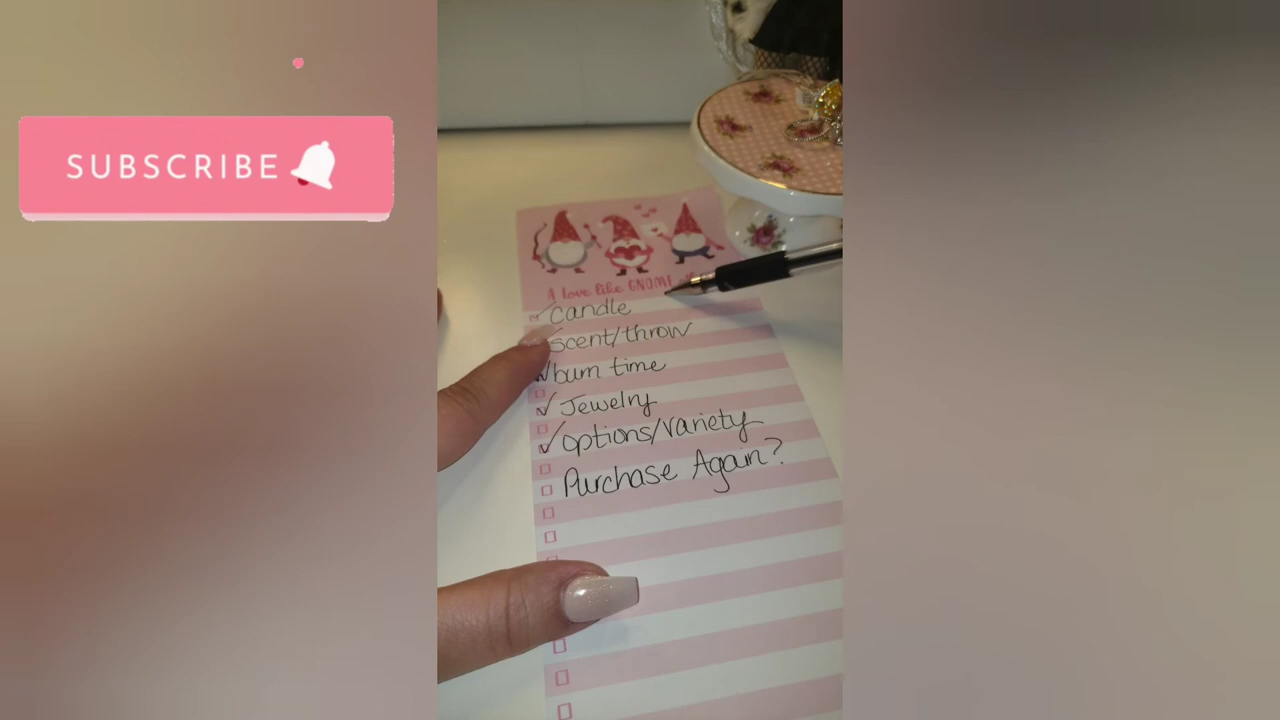 SUBSCRIBE
love like GNOME
candle
scent/throw
burn time
Jewelry
options/variety
Purchase Again?